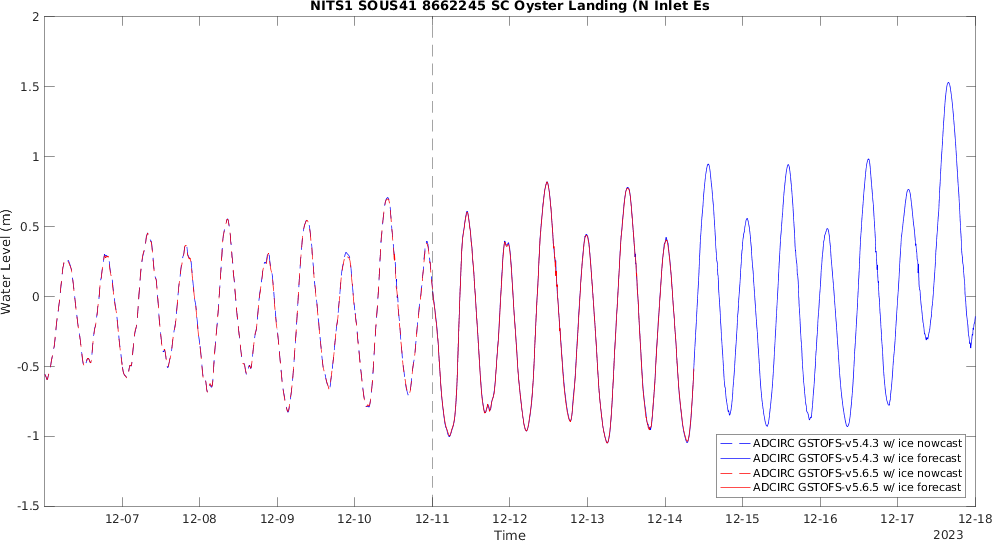 NITS1 SOUS41 8662245 SC Oyster Landing (N Inlet Es
2
1.5
1
0.5
0
-0.5
-1
-1.5
Water Level (m)
12-07 12-08 12-09 12-10 12-11 12-12 12-13 12-14 12-15 12-16 12-17 12-18
Time
2023
ADCIRC GSTOFS-v5.4.3 w/ ice nowcast
ADCIRC GSTOFS-v5.4.3 w/ ice forecast
ADCIRC GSTOFS-v5.6.5 w/ ice nowcast
ADCIRC GSTOFS-v5.6.5 w/ ice forecast